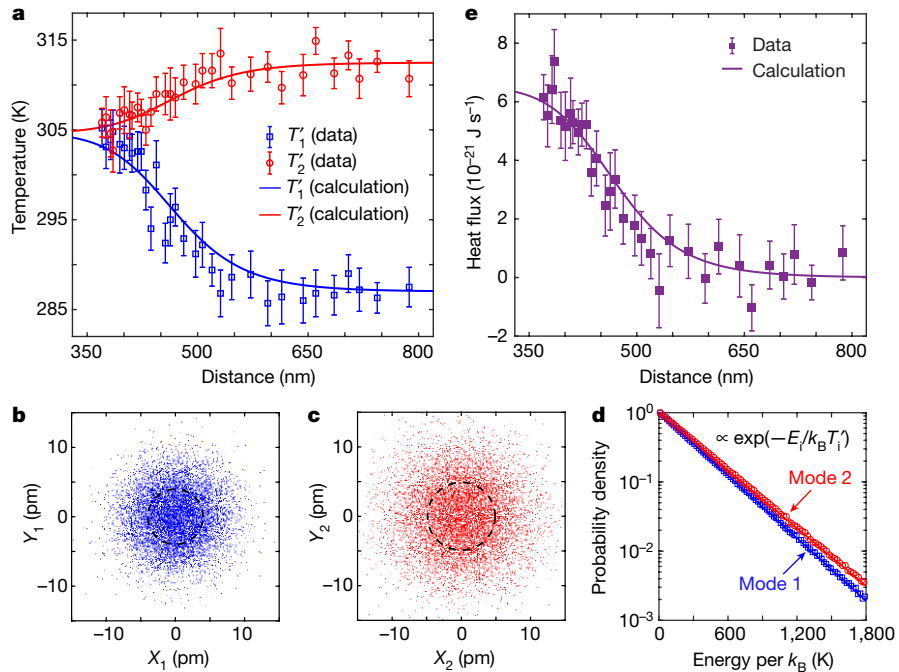 a
Temperature (K)
315
305
295
285
350
500
650
800
Distance (nm)
T′1 (data)
T′2 (data)
T′1 (calculation)
T′2 (calculation)
e
Heat flux (10−21 J s−1)
8
6
4
2
0
−2
350
500
650
800
Distance (nm)
Data
Calculation
b
Y1 (pm)
10
0
−10
−10
0
10
X1 (pm)
c
Y2 (pm)
10
0
−10
−10
0
10
X2 (pm)
d
Probability density
100
10−1
10−2
10−3
0
600
1,200
1,800
Energy per kB (K)
∝ exp(−Ei/kBT′i)
Mode 2
Mode 1